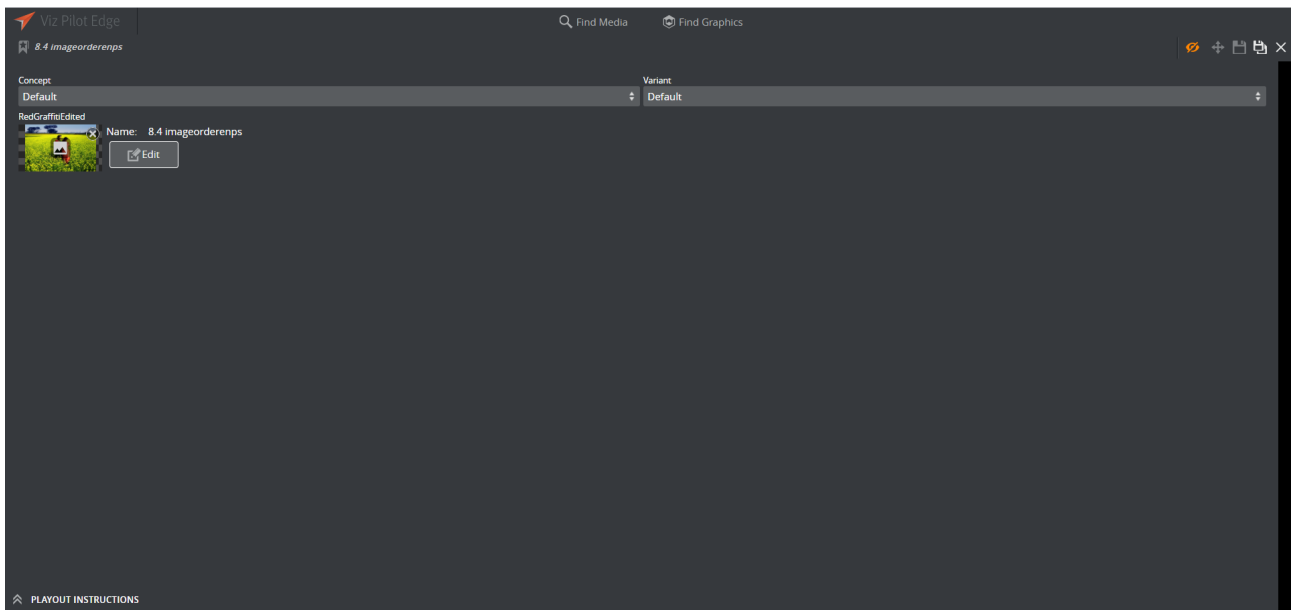 Viz Pilot Edge
Find Media
Find Graphics
8.4 imageorderenps
Concept
Variant
Default
Default
RedGraffitiEdited
Name: 8.4 imageorderenps
Edit
PLAYOUT INSTRUCTIONS